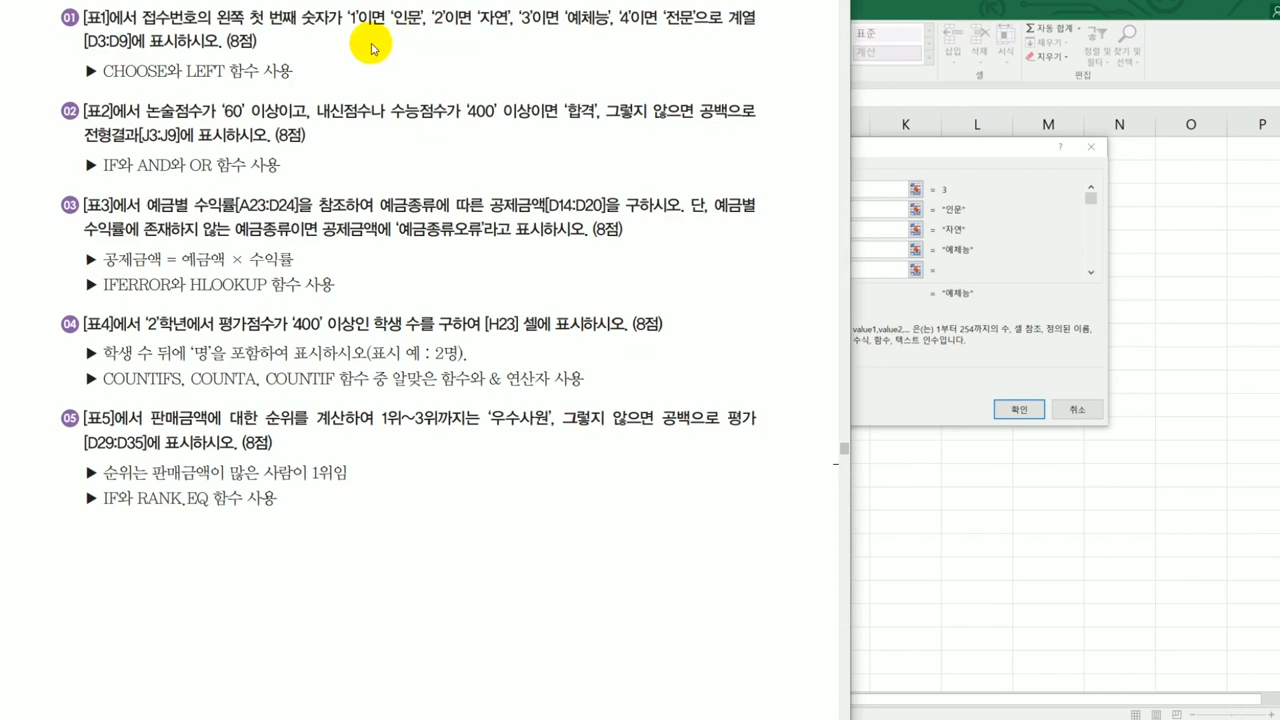 01 [표1]에서 접수번호의 왼쪽 첫 번째 숫자가 '1'이면 '인문', '2'이면 '자연', '3'이면 '예체능', '4'이면 '전문'으로 계열
[D3:D9]에 표시하시오. (8점)
▶ CHOOSE와 LEFT 함수 사용
02 [표2]에서 논술점수가 '60' 이상이고, 내신점수나 수능점수가 '400' 이상이면 '합격', 그렇지 않으면 공백으로
전형결과[J3:J9]에 표시하시오. (8점)
▶ IF와 AND와 OR 함수 사용
03 [표3]에서 예금별 수익률[A23:D24]을 참조하여 예금종류에 따른 공제금액[D14:D20]을 구하시오. 단, 예금별
수익률에 존재하지 않는 예금종류이면 공제금액에 '예금종류오류'라고 표시하시오. (8점)
▶ 공제금액 = 예금액 × 수익률
▶ IFERROR와 HLOOKUP 함수 사용
04 [표4]에서 '2'학년에서 평가점수가 '400' 이상인 학생 수를 구하여 [H23] 셀에 표시하시오. (8점)
▶ 학생 수 뒤에 '명'을 포함하여 표시하시오(표시 예 : 2명).
▶ COUNTIFS, COUNTA, COUNTIF 함수 중 알맞은 함수와 & 연산자 사용
05 [표5]에서 판매금액에 대한 순위를 계산하여 1위~3위까지는 '우수사원', 그렇지 않으면 공백으로 평가
[D29:D35]에 표시하시오. (8점)
▶ 순위는 판매금액이 많은 사람이 1위임
▶ IF와 RANK.EQ 함수 사용
표준
계산
삽입 삭제 서식
셀
∑ 자동 합계
채우기
지우기
정렬 및 찾기 및
필터 선택
편집
K L M N O P
? ×
= 3
= "인문"
= "자연"
= "예체능"
=
= "예체능"
value1,value2,... 은(는) 1부터 254까지의 수, 셀 참조, 정의된 이름,
수식, 함수, 텍스트 인수입니다.
확인 취소